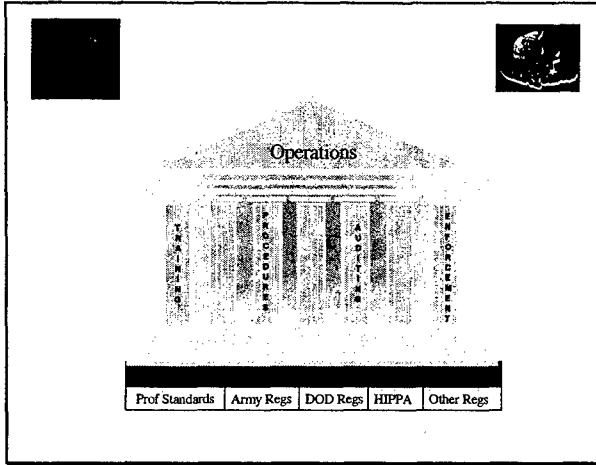 Operations
TRAINING
PROCEDURES
AUDITING
ENFORCEMENT
Prof Standards Army Regs DOD Regs HIPPA Other Regs